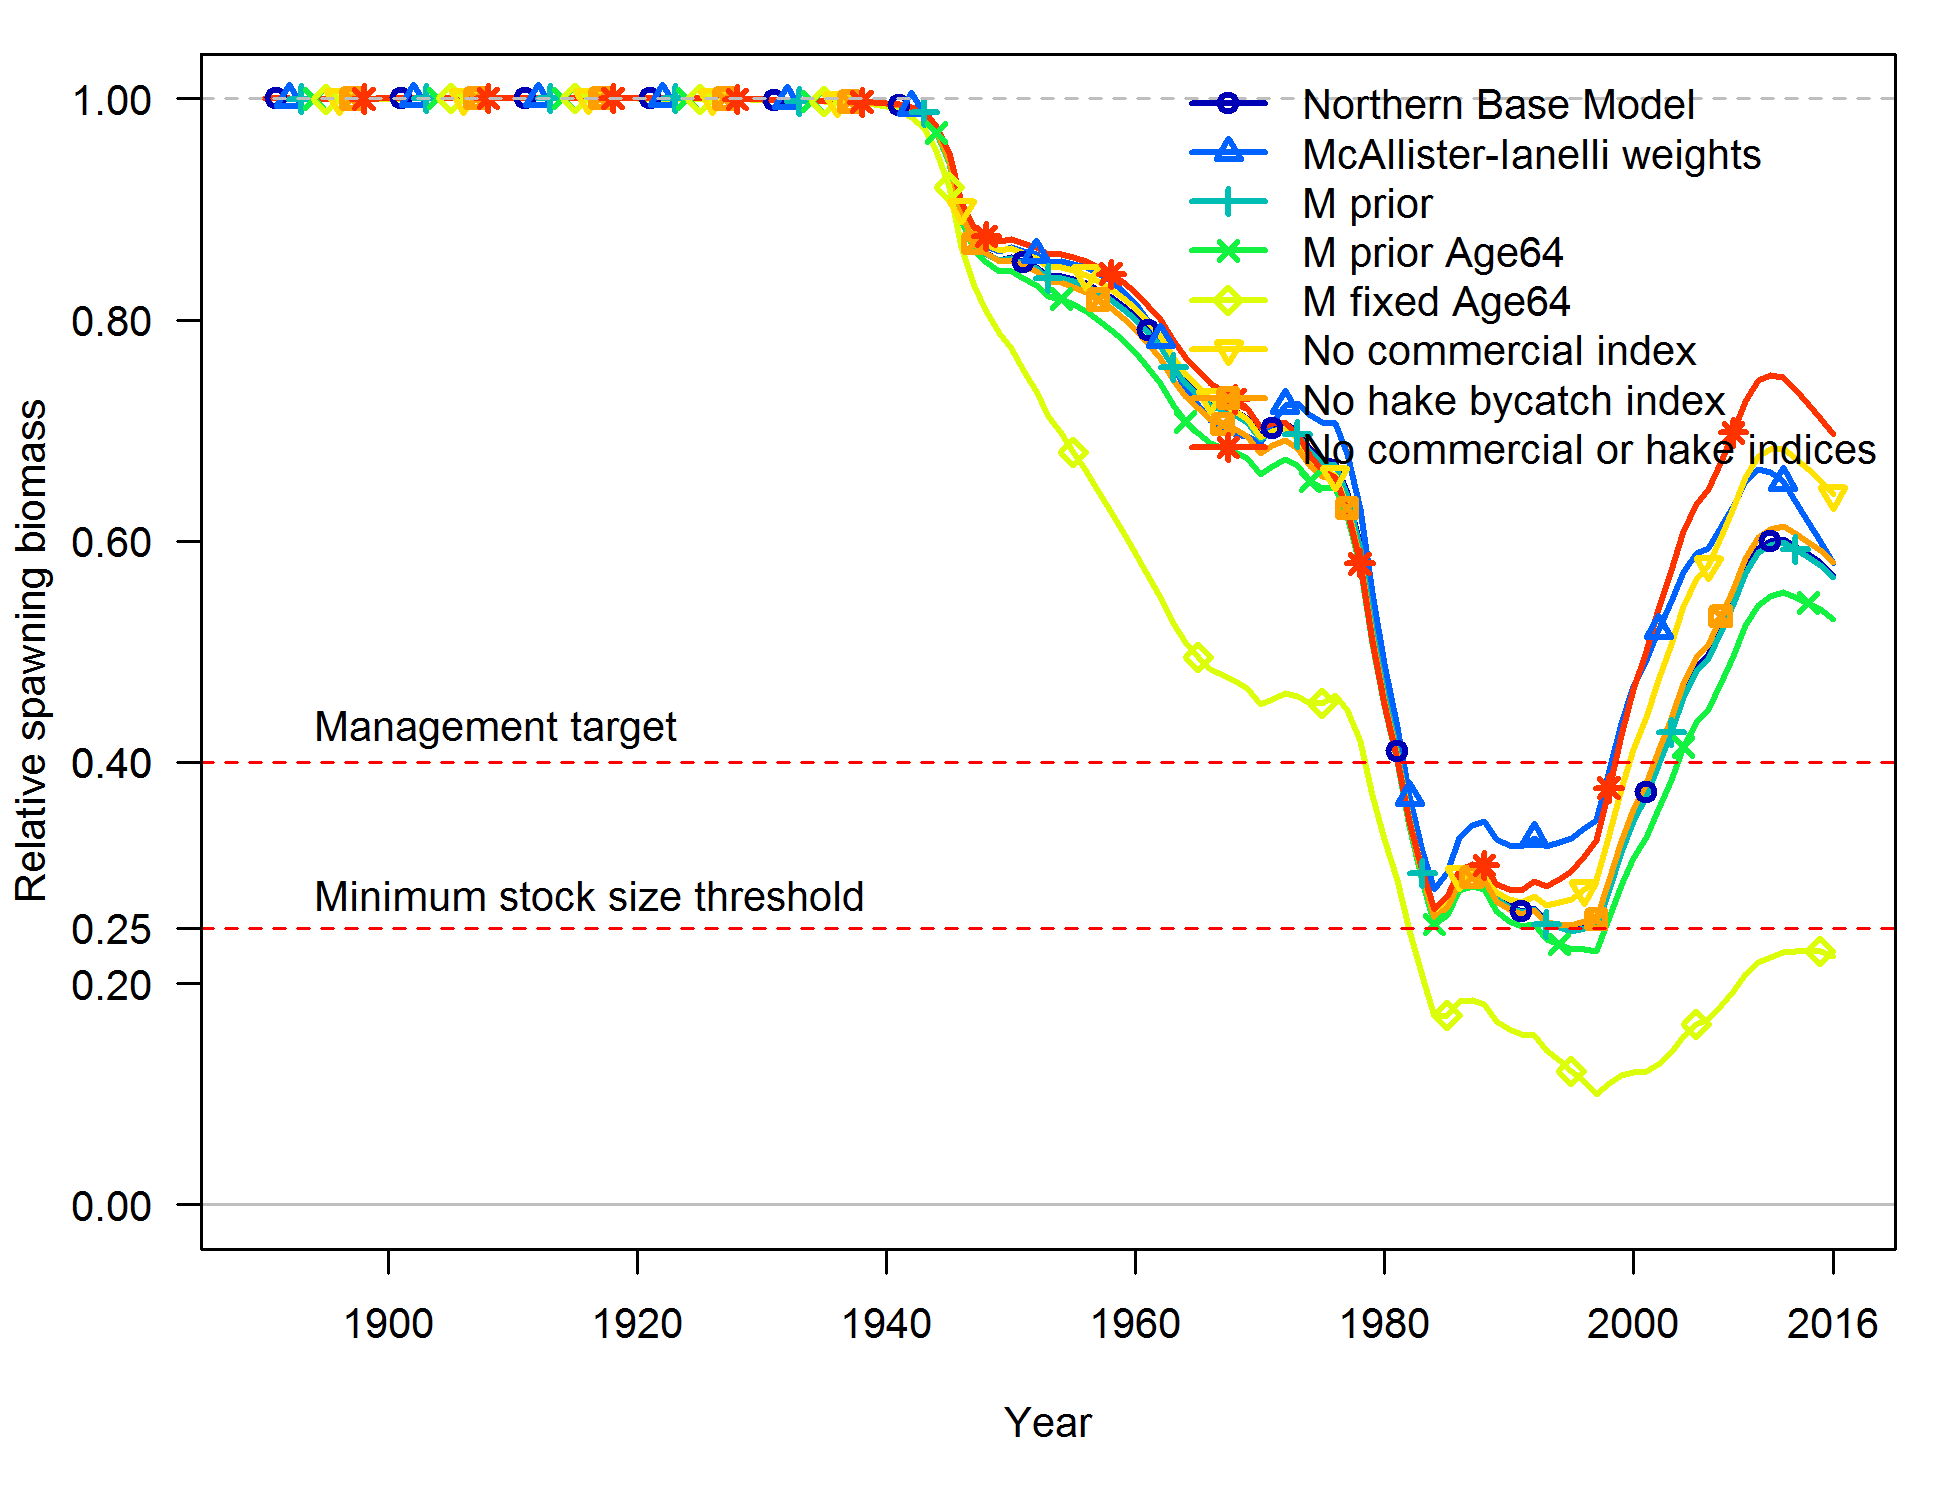 Relative spawning biomass
1.00
0.80
0.60
0.40
0.25
0.20
0.00
Northern Base Model
McAllister-Ianelli weights
M prior
M prior Age64
M fixed Age64
No commercial index
No hake bycatch index
No commercial or hake indices
Management target
Minimum stock size threshold
1900 1920 1940 1960 1980 2000 2016
Year